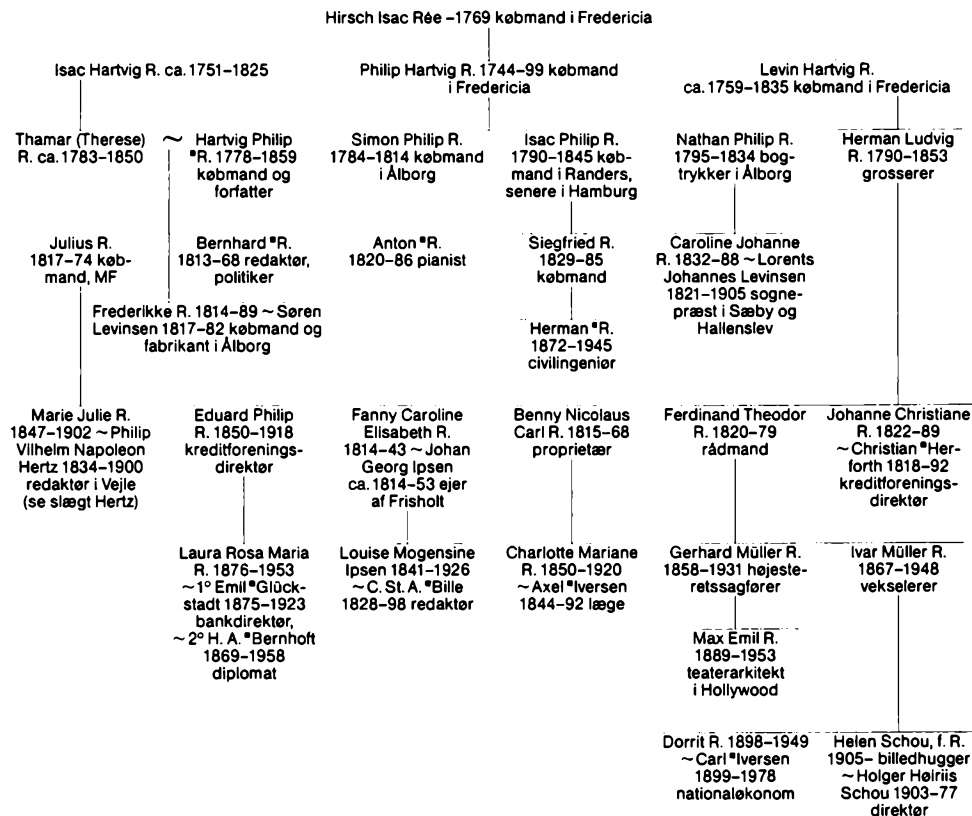 Hirsch Isac Rée –1769 købmand i Fredericia
Isac Hartvig R. ca. 1751–1825
Philip Hartvig R. 1744–99 købmand
i Fredericia
Levin Hartvig R.
ca. 1759–1835 købmand i Fredericia
Thamar (Therese)
R. ca. 1783–1850
~
Hartvig Philip
■R. 1778–1859
købmand og
forfatter
Simon Philip R.
1784–1814 købmand
i Ålborg
Isac Philip R.
1790–1845 køb-
mand i Randers,
senere i Hamburg
Nathan Philip R.
1795–1834 bog-
trykker i Ålborg
Herman Ludvig
R. 1790–1853
grosserer
Julius R.
1817–74 køb-
mand, MF
Bernhard ■R.
1813–68 redaktør,
politiker
Anton ■R.
1820–86 pianist
Siegfried R.
1829–85
købmand
Caroline Johanne
R. 1832–88 ~ Lorents
Johannes Levinsen
1821–1905 sogne-
præst i Sæby og
Hallenslev
Frederikke R. 1814–89 ~ Søren
Levinsen 1817–82 købmand og
fabrikant i Ålborg
Herman ■R.
1872–1945
civilingeniør
Marie Julie R.
1847–1902 ~ Philip
Vilhelm Napoleon
Hertz 1834–1900
redaktør i Vejle
(se slægt Hertz)
Eduard Philip
R. 1850–1918
kreditforenings-
direktør
Fanny Caroline
Elisabeth R.
1814–43 ~ Johan
Georg Ipsen
ca. 1814–53 ejer
af Frisholt
Benny Nicolaus
Carl R. 1815–68
proprietær
Ferdinand Theodor
R. 1820–79
rådmand
Johanne Christiane
R. 1822–89
~ Christian ■Her-
forth 1818–92
kreditforenings-
direktør
Laura Rosa Maria
R. 1876–1953
~ 1° Emil ■Glück-
stadt 1875–1923
bankdirektør,
~ 2° H. A. ■Bernhoft
1869–1958
diplomat
Louise Mogensine
Ipsen 1841–1926
~ C. St. A. ■Bille
1828–98 redaktør
Charlotte Mariane
R. 1850–1920
~ Axel ■Iversen
1844–92 læge
Gerhard Müller R.
1858–1931 højeste-
retssagfører
Ivar Müller R.
1867–1948
vekselerer
Max Emil R.
1889–1953
teaterarkitekt
i Hollywood
Dorrit R. 1898–1949
~ Carl ■Iversen
1899–1978
nationaløkonom
Helen Schou, f. R.
1905– billedhugger
~ Holger Høiriis
Schou 1903–77
direktør